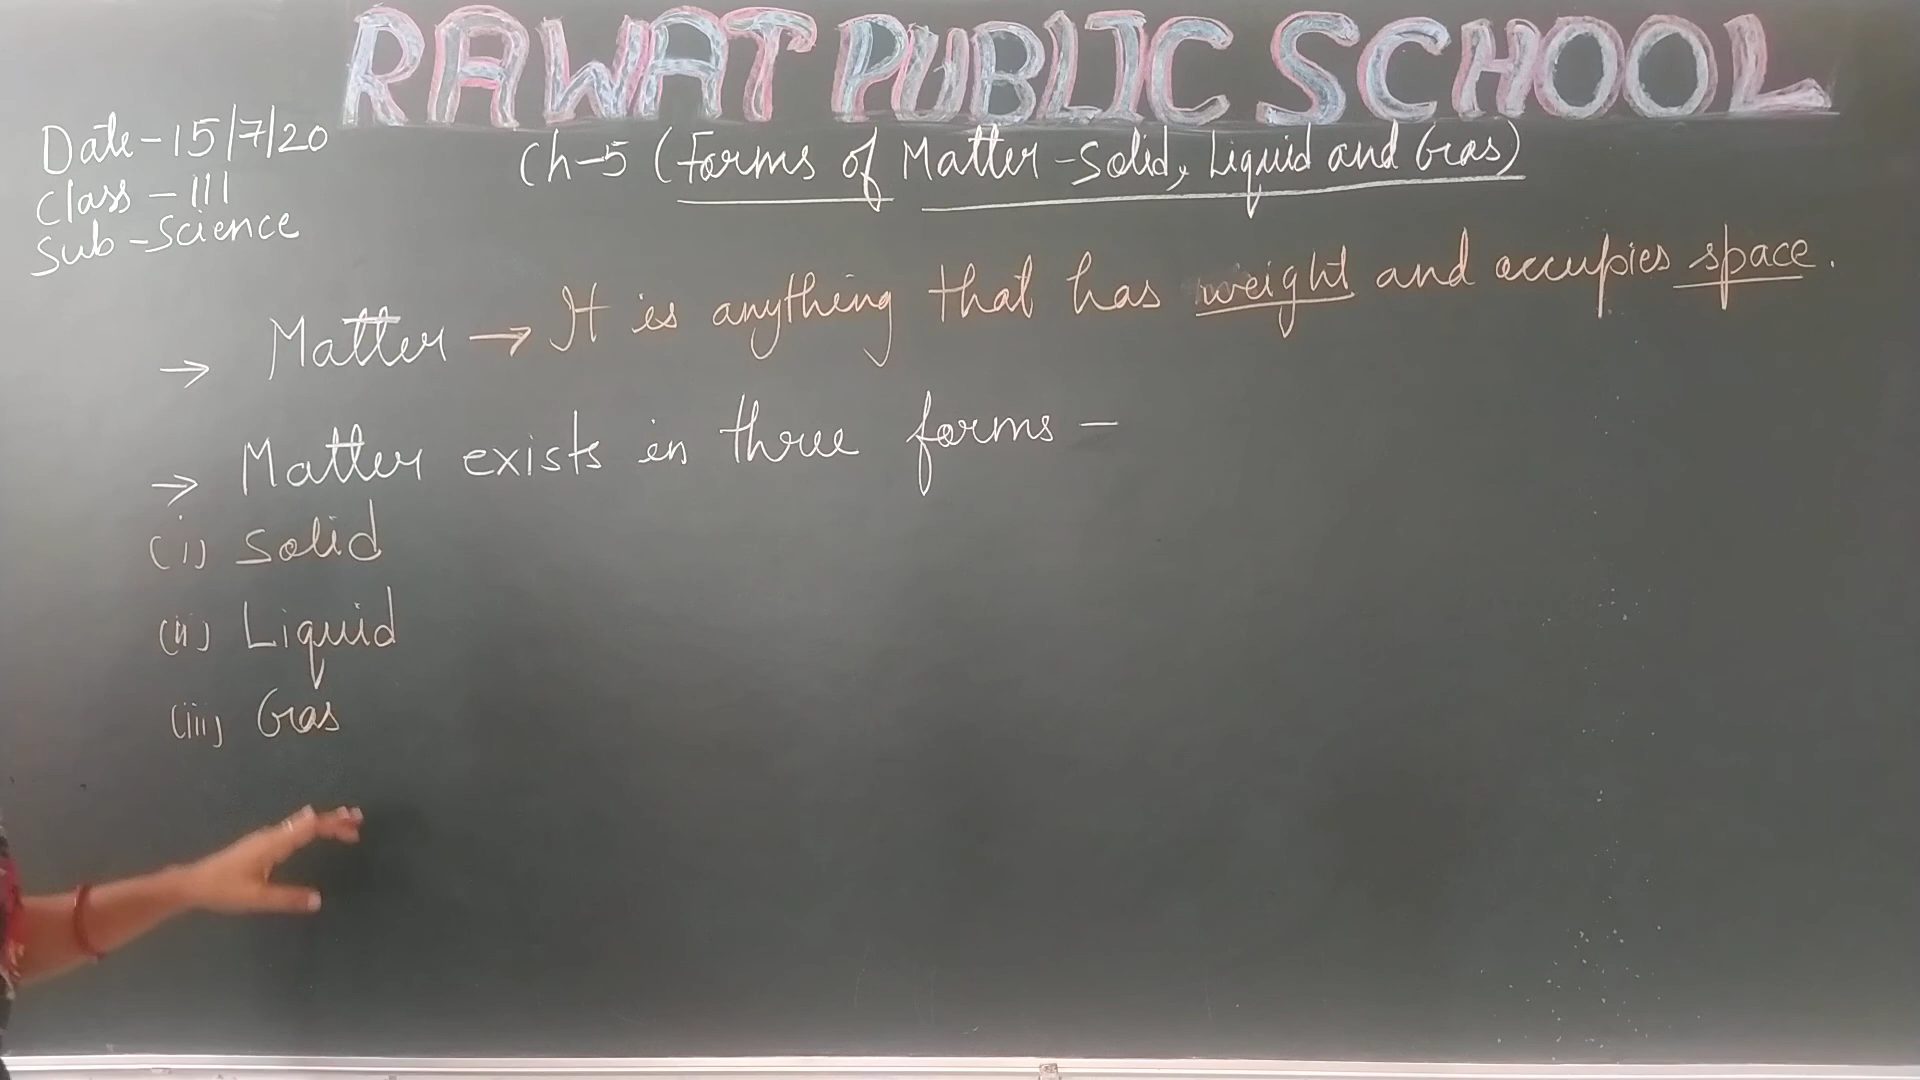 RAWAT PUBLIC SCHOOL
Date-15/7/20
Class - III
Sub-Science
Ch-5 (Forms of Matter-Solid, Liquid and Gas)
→ Matter → It is anything that has weight and occupies space.
→ Matter exists in three forms -
(i) Solid
(ii) Liquid
(iii) Gas